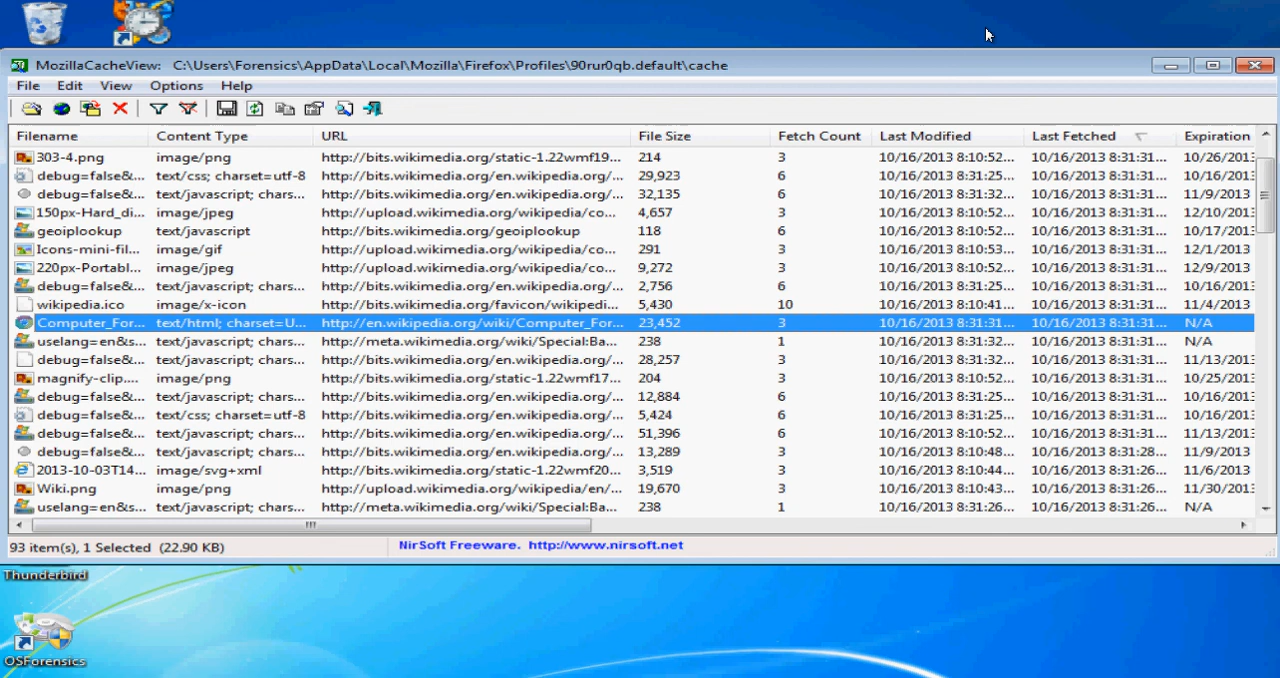 MozillaCacheView: C:\Users\Forensics\AppData\Local\Mozilla\Firefox\Profiles\90rur0qb.default\cache
File Edit View Options Help
Filename Content Type URL File Size Fetch Count Last Modified Last Fetched Expiration
303-4.png image/png http://bits.wikimedia.org/static-1.22wmf19... 214 3 10/16/2013 8:10:52... 10/16/2013 8:31:31... 10/26/2013
debug=false&... text/css; charset=utf-8 http://bits.wikimedia.org/en.wikipedia.org/... 29,923 6 10/16/2013 8:31:25... 10/16/2013 8:31:31... 10/16/2013
debug=false&... text/javascript; chars... http://bits.wikimedia.org/en.wikipedia.org/... 32,135 6 10/16/2013 8:31:32... 10/16/2013 8:31:31... 11/9/2013
150px-Hard_di... image/jpeg http://upload.wikimedia.org/wikipedia/co... 4,657 3 10/16/2013 8:10:52... 10/16/2013 8:31:31... 12/10/2013
geoiplookup text/javascript http://bits.wikimedia.org/geoiplookup 118 6 10/16/2013 8:31:32... 10/16/2013 8:31:31... 10/17/2013
Icons-mini-fil... image/gif http://upload.wikimedia.org/wikipedia/co... 291 3 10/16/2013 8:10:53... 10/16/2013 8:31:31... 12/1/2013
220px-Portabl... image/jpeg http://upload.wikimedia.org/wikipedia/co... 9,272 3 10/16/2013 8:10:52... 10/16/2013 8:31:31... 12/9/2013
debug=false&... text/javascript; chars... http://bits.wikimedia.org/en.wikipedia.org/... 2,756 6 10/16/2013 8:31:25... 10/16/2013 8:31:31... 10/16/2013
wikipedia.ico image/x-icon http://bits.wikimedia.org/favicon/wikipedi... 5,430 10 10/16/2013 8:10:41... 10/16/2013 8:31:31... 11/4/2013
Computer_For... text/html; charset=U... http://en.wikipedia.org/wiki/Computer_For... 23,452 3 10/16/2013 8:31:31... 10/16/2013 8:31:31... N/A
uselang=en&s... text/javascript; chars... http://meta.wikimedia.org/wiki/Special:Ba... 238 1 10/16/2013 8:31:32... 10/16/2013 8:31:31... N/A
debug=false&... text/javascript; chars... http://bits.wikimedia.org/en.wikipedia.org/... 28,257 3 10/16/2013 8:31:32... 10/16/2013 8:31:31... 11/13/2013
magnify-clip.... image/png http://bits.wikimedia.org/static-1.22wmf17... 204 3 10/16/2013 8:10:52... 10/16/2013 8:31:31... 10/25/2013
debug=false&... text/javascript; chars... http://bits.wikimedia.org/en.wikipedia.org/... 12,884 6 10/16/2013 8:31:25... 10/16/2013 8:31:31... 10/16/2013
debug=false&... text/css; charset=utf-8 http://bits.wikimedia.org/en.wikipedia.org/... 5,424 6 10/16/2013 8:31:25... 10/16/2013 8:31:31... 10/16/2013
debug=false&... text/javascript; chars... http://bits.wikimedia.org/en.wikipedia.org/... 51,396 6 10/16/2013 8:10:52... 10/16/2013 8:31:31... 11/13/2013
debug=false&... text/javascript; chars... http://bits.wikimedia.org/en.wikipedia.org/... 13,289 3 10/16/2013 8:10:48... 10/16/2013 8:31:28... 11/9/2013
2013-10-03T14... image/svg+xml http://bits.wikimedia.org/static-1.22wmf20... 3,519 3 10/16/2013 8:10:44... 10/16/2013 8:31:26... 11/6/2013
Wiki.png image/png http://upload.wikimedia.org/wikipedia/en/... 19,670 3 10/16/2013 8:10:43... 10/16/2013 8:31:26... 11/30/2013
uselang=en&s... text/javascript; chars... http://meta.wikimedia.org/wiki/Special:Ba... 238 1 10/16/2013 8:31:26... 10/16/2013 8:31:26... N/A
93 item(s), 1 Selected (22.90 KB) NirSoft Freeware. http://www.nirsoft.net
Thunderbird
OSForensics